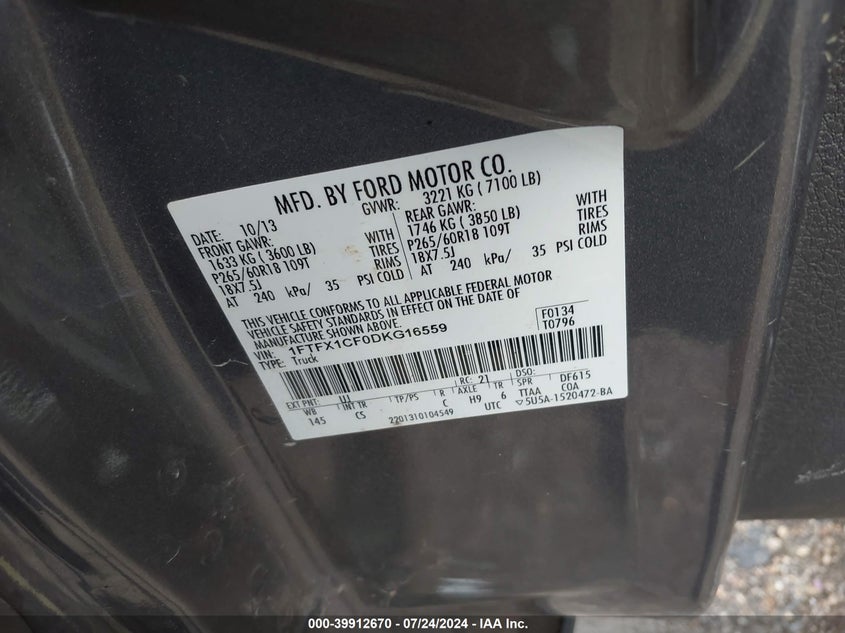 MFD. BY FORD MOTOR CO.
DATE: 10/13
GVWR: 3221 KG ( 7100 LB)
FRONT GAWR:
1633 KG ( 3600 LB) WITH
P265/60R18 109T TIRES
18X7.5J RIMS
AT 240 kPa/ 35 PSI COLD
REAR GAWR:
1746 KG ( 3850 LB) WITH
P265/60R18 109T TIRES
18X7.5J RIMS
AT 240 kPa/ 35 PSI COLD
THIS VEHICLE CONFORMS TO ALL APPLICABLE FEDERAL MOTOR
VEHICLE SAFETY STANDARDS IN EFFECT ON THE DATE OF
MANUFACTURE SHOWN ABOVE.
VIN: 1FTFX1CF0DKG16559
TYPE: Truck
F0134
T0796
EXT PNT: UJ RC: 21 DSO:
WB INT TR TP/PS R AXLE TR SPR DF615
145 CS C H9 6 TTAA COA
2201310104549 UTC ▽5U5A-1520472-BA
000-39912670 / 07/24/2024 - IAA Inc.